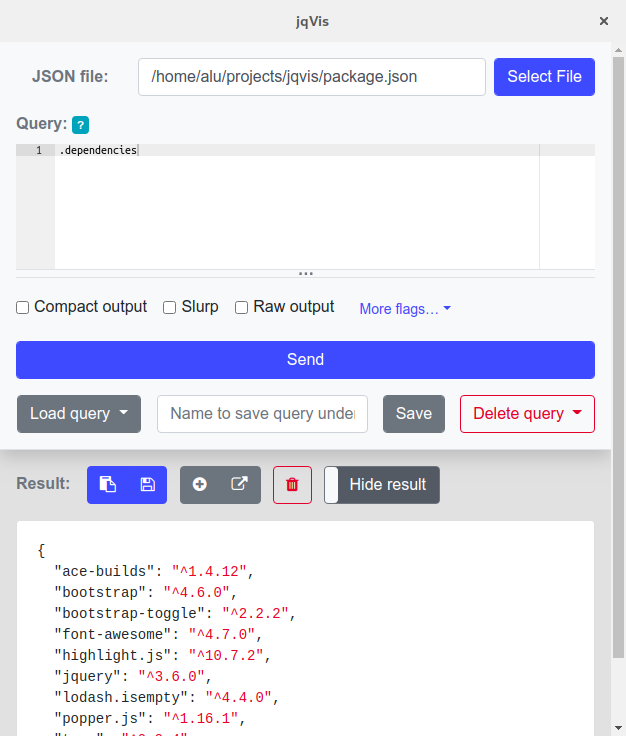 jqVis
JSON file: /home/alu/projects/jqvis/package.json Select File
Query: ?
1 .dependencies
Compact output Slurp Raw output More flags…
Send
Load query Name to save query under Save Delete query
Result: Hide result
{
"ace-builds": "^1.4.12",
"bootstrap": "^4.6.0",
"bootstrap-toggle": "^2.2.2",
"font-awesome": "^4.7.0",
"highlight.js": "^10.7.2",
"jquery": "^3.6.0",
"lodash.isempty": "^4.4.0",
"popper.js": "^1.16.1",